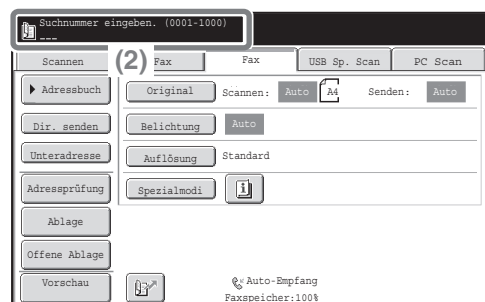 Suchnummer eingeben. (0001-1000)
___
(2)
Scannen
Fax
Fax
USB Sp. Scan
PC Scan
Adressbuch
Original
Scannen: Auto A4 Senden: Auto
Dir. senden
Belichtung Auto
Unteradresse
Auflösung Standard
Adressprüfung
Spezialmodi
Ablage
Offene Ablage
Vorschau
Auto-Empfang
Faxspeicher:100%